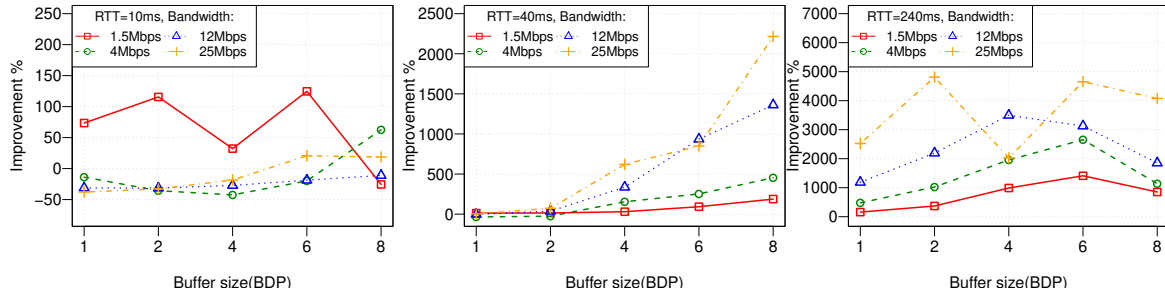 RTT=10ms, Bandwidth:
1.5Mbps 12Mbps
4Mbps 25Mbps
Improvement %
250
200
150
100
50
0
−50
1 2 4 6 8
Buffer size(BDP)
RTT=40ms, Bandwidth:
1.5Mbps 12Mbps
4Mbps 25Mbps
Improvement %
2500
2000
1500
1000
500
0
1 2 4 6 8
Buffer size(BDP)
RTT=240ms, Bandwidth:
1.5Mbps 12Mbps
4Mbps 25Mbps
Improvement %
7000
6000
5000
4000
3000
2000
1000
0
1 2 4 6 8
Buffer size(BDP)